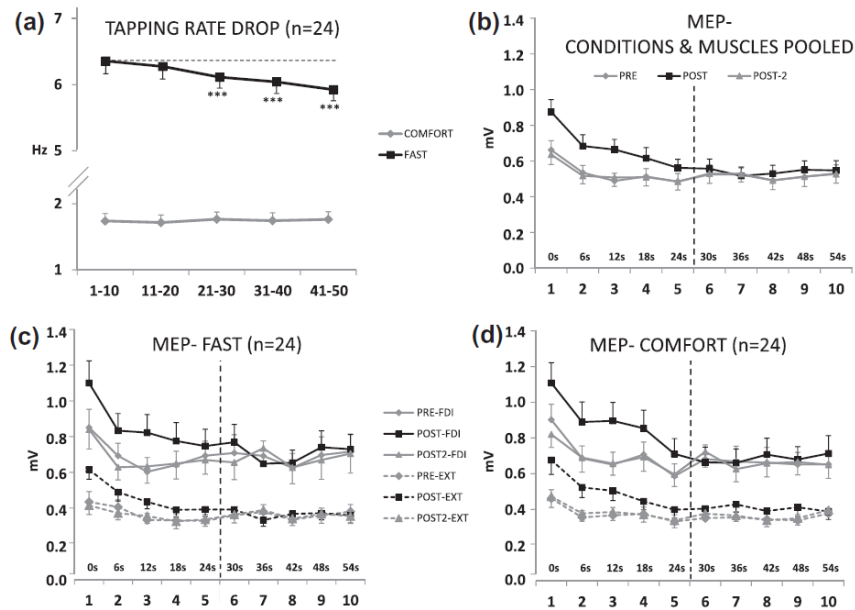 (a)
TAPPING RATE DROP (n=24)
7
6
Hz 5
2
1
*** *** ***
COMFORT
FAST
1-10 11-20 21-30 31-40 41-50
(b)
MEP-
CONDITIONS & MUSCLES POOLED
PRE POST POST-2
mV
1.4
1.2
1.0
0.8
0.6
0.4
0.2
0.0
0s 6s 12s 18s 24s 30s 36s 42s 48s 54s
1 2 3 4 5 6 7 8 9 10
(c)
MEP- FAST (n=24)
mV
1.4
1.2
1.0
0.8
0.6
0.4
0.2
0.0
0s 6s 12s 18s 24s 30s 36s 42s 48s 54s
1 2 3 4 5 6 7 8 9 10
PRE-FDI
POST-FDI
POST2-FDI
PRE-EXT
POST-EXT
POST2-EXT
(d)
MEP- COMFORT (n=24)
mV
1.4
1.2
1.0
0.8
0.6
0.4
0.2
0.0
0s 6s 12s 18s 24s 30s 36s 42s 48s 54s
1 2 3 4 5 6 7 8 9 10